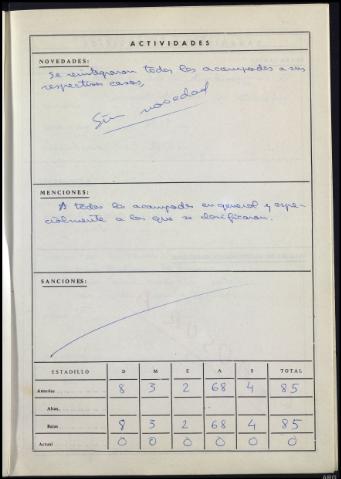 ACTIVIDADES
NOVEDADES:
Se reintegraron todos los acampados a sus
respectivas casas,
Sin novedad
MENCIONES:
A todos los acampados en general y espe-
cialmente a los que se clasificaron.
SANCIONES:
ESTADILLO D M E A S TOTAL
Anterior 8 3 2 68 4 85
Altas.
Bajas 8 3 2 68 4 85
Actual 0 0 0 0 0 0